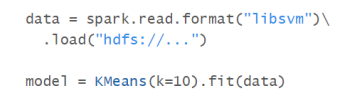 data = spark.read.format("libsvm")\
.load("hdfs://...")
model = KMeans(k=10).fit(data)